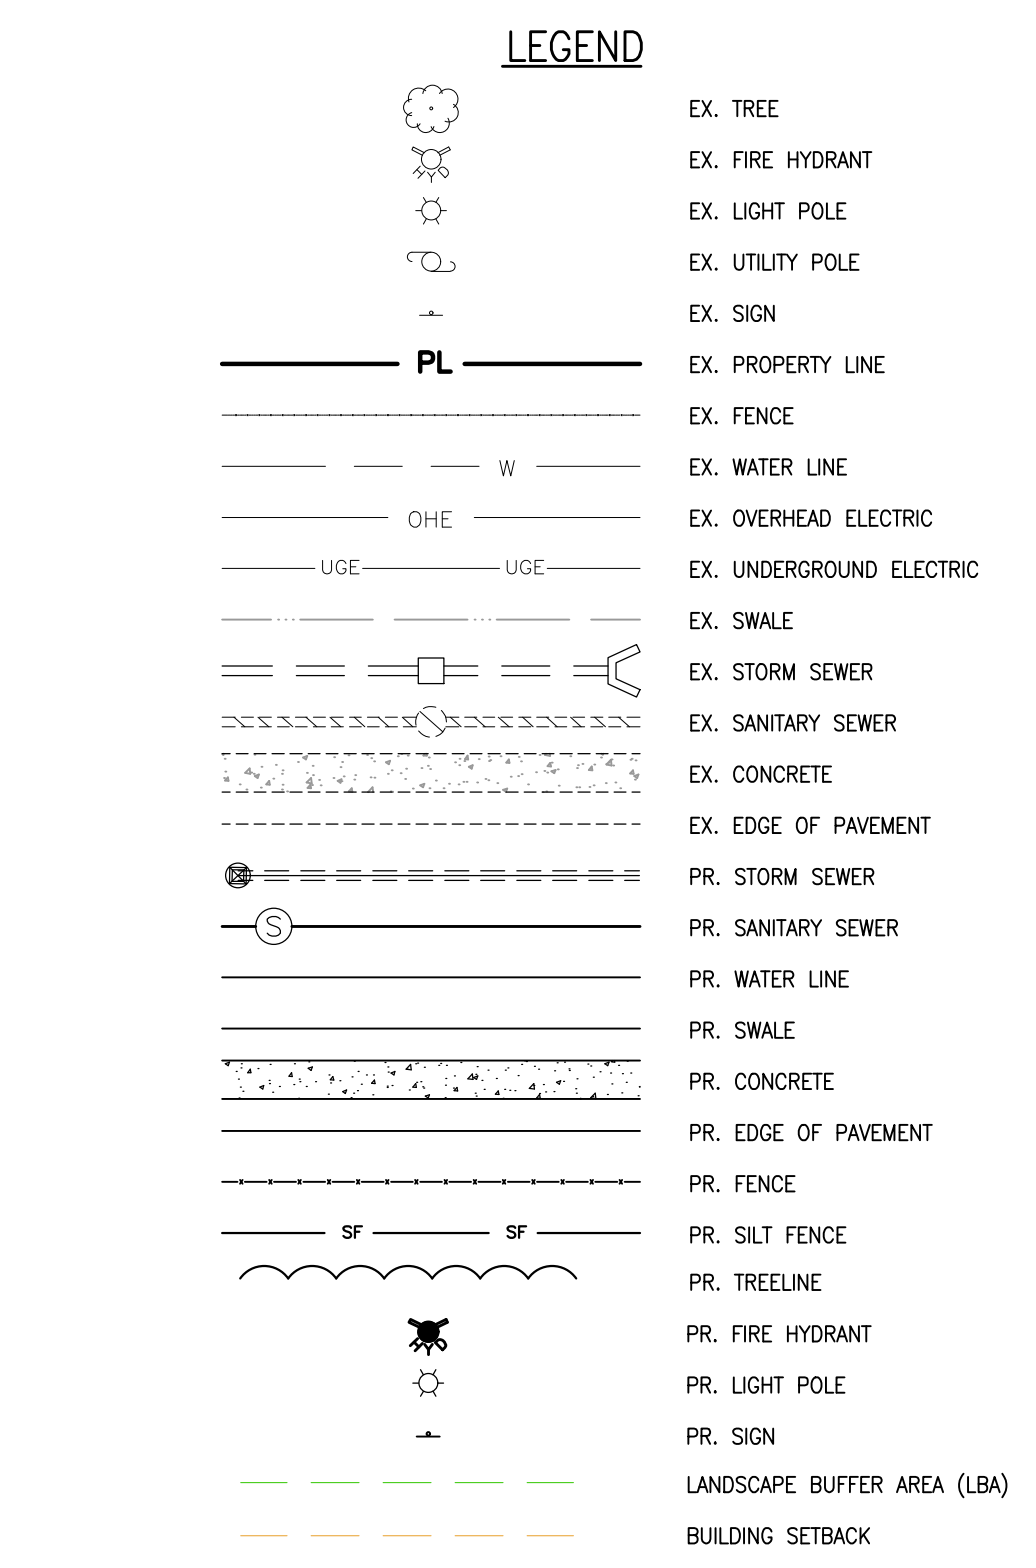 LEGEND
EX. TREE
HYD EX. FIRE HYDRANT
EX. LIGHT POLE
EX. UTILITY POLE
EX. SIGN
PL EX. PROPERTY LINE
EX. FENCE
W EX. WATER LINE
OHE EX. OVERHEAD ELECTRIC
UGE UGE EX. UNDERGROUND ELECTRIC
EX. SWALE
EX. STORM SEWER
EX. SANITARY SEWER
EX. CONCRETE
EX. EDGE OF PAVEMENT
PR. STORM SEWER
S PR. SANITARY SEWER
PR. WATER LINE
PR. SWALE
PR. CONCRETE
PR. EDGE OF PAVEMENT
PR. FENCE
SF SF PR. SILT FENCE
PR. TREELINE
HYD PR. FIRE HYDRANT
PR. LIGHT POLE
PR. SIGN
LANDSCAPE BUFFER AREA (LBA)
BUILDING SETBACK